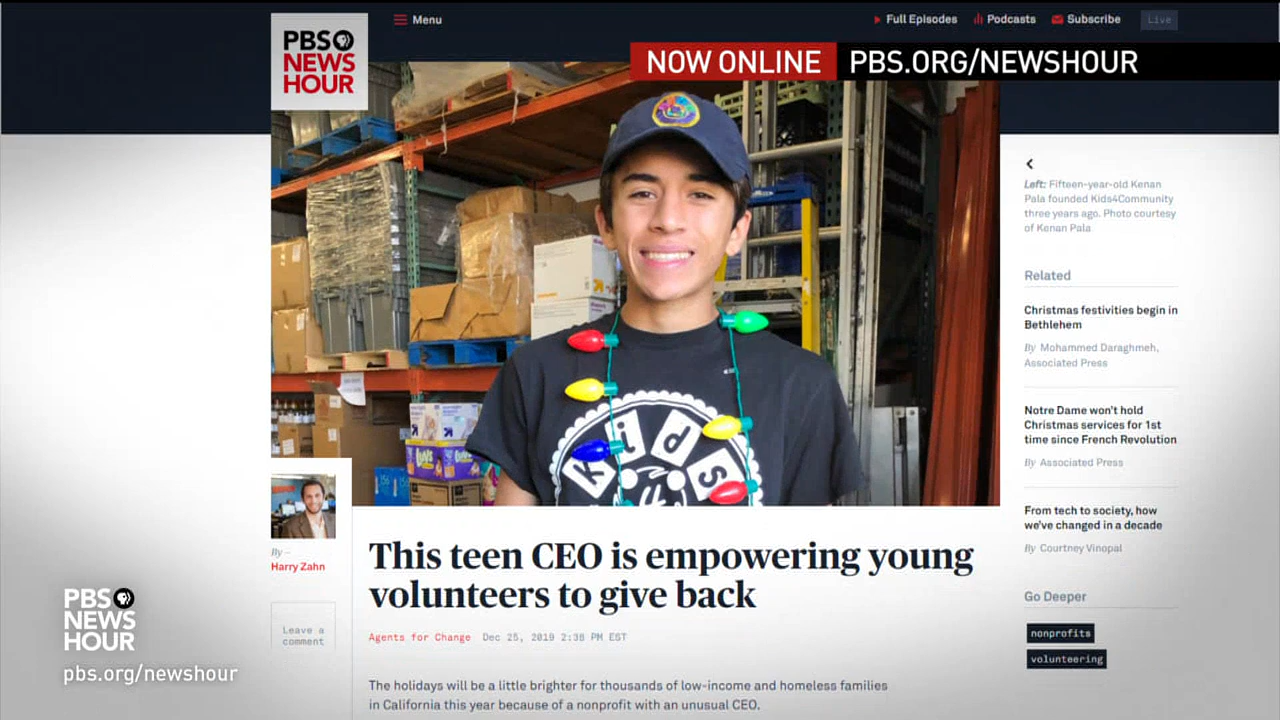 PBS
NEWS
HOUR
Menu
Full Episodes
Podcasts
Subscribe
Live
NOW ONLINE
PBS.ORG/NEWSHOUR
Left: Fifteen-year-old Kenan
Pala founded Kids4Community
three years ago. Photo courtesy
of Kenan Pala
Related
Christmas festivities begin in
Bethlehem
By Mohammed Daraghmeh,
Associated Press
Notre Dame won't hold
Christmas services for 1st
time since French Revolution
By Associated Press
From tech to society, how
we've changed in a decade
By Courtney Vinopal
Go Deeper
nonprofits
volunteering
Kids
Luvs
By –
Harry Zahn
Leave a
comment
This teen CEO is empowering young
volunteers to give back
Agents for Change Dec 25, 2019 2:38 PM EST
The holidays will be a little brighter for thousands of low-income and homeless families
in California this year because of a nonprofit with an unusual CEO.
PBS
NEWS
HOUR
pbs.org/newshour